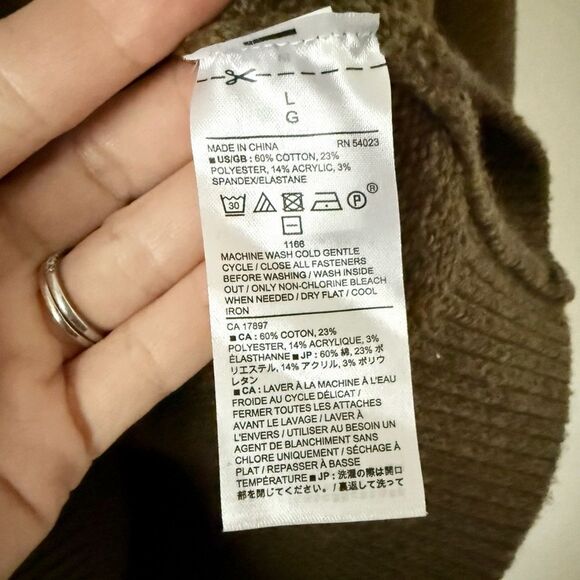 L
G
MADE IN CHINA RN 54023
■ US/GB : 60% COTTON, 23%
POLYESTER, 14% ACRYLIC, 3%
SPANDEX/ELASTANE
30 P ®
1166
MACHINE WASH COLD GENTLE
CYCLE / CLOSE ALL FASTENERS
BEFORE WASHING / WASH INSIDE
OUT / ONLY NON-CHLORINE BLEACH
WHEN NEEDED / DRY FLAT / COOL
IRON
CA 17897
■ CA : 60% COTTON, 23%
POLYESTER, 14% ACRYLIQUE, 3%
ÉLASTHANNE ■ JP : 60% 綿, 23% ポ
リエステル, 14% アクリル, 3% ポリウ
レタン
■ CA : LAVER À LA MACHINE À L'EAU
FROIDE AU CYCLE DÉLICAT /
FERMER TOUTES LES ATTACHES
AVANT LE LAVAGE / LAVER À
L'ENVERS / UTILISER AU BESOIN UN
AGENT DE BLANCHIMENT SANS
CHLORE UNIQUEMENT / SÉCHAGE À
PLAT / REPASSER À BASSE
TEMPÉRATURE ■ JP : 洗濯の際は開口
部を閉じてください。/ 裏返して洗って